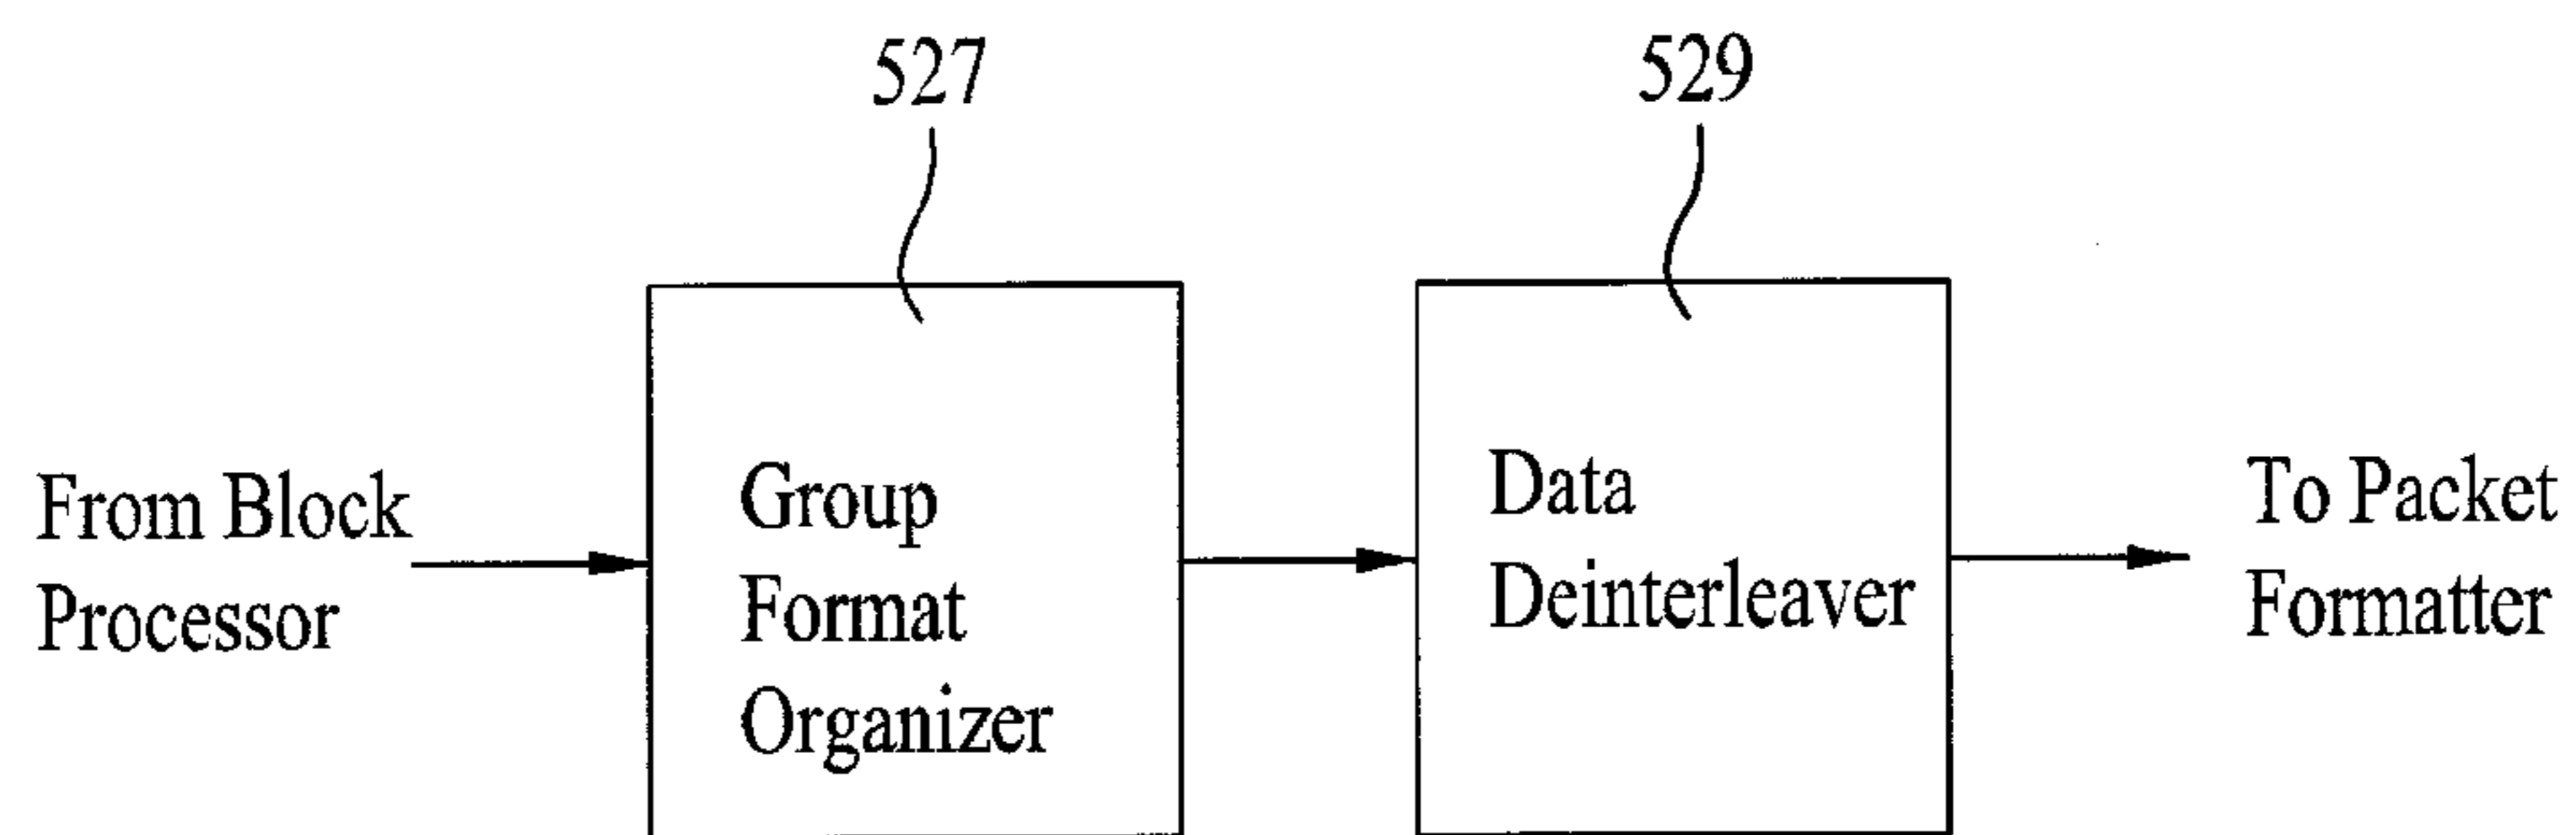 527
529
From Block
Processor
Group
Format
Organizer
Data
Deinterleaver
To Packet
Formatter